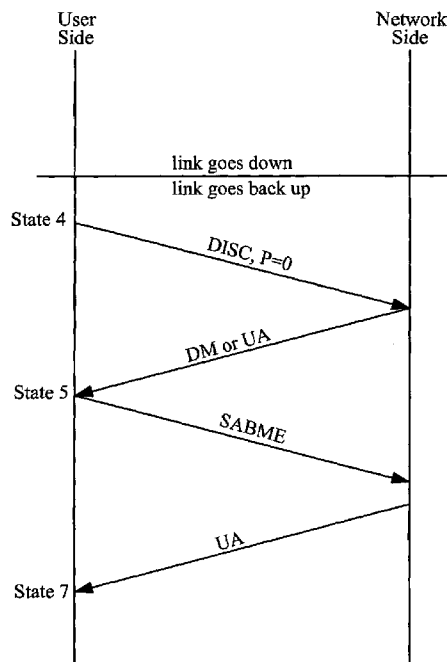 User
Side
Network
Side
link goes down
link goes back up
State 4
DISC, P=0
DM or UA
State 5
SABME
UA
State 7